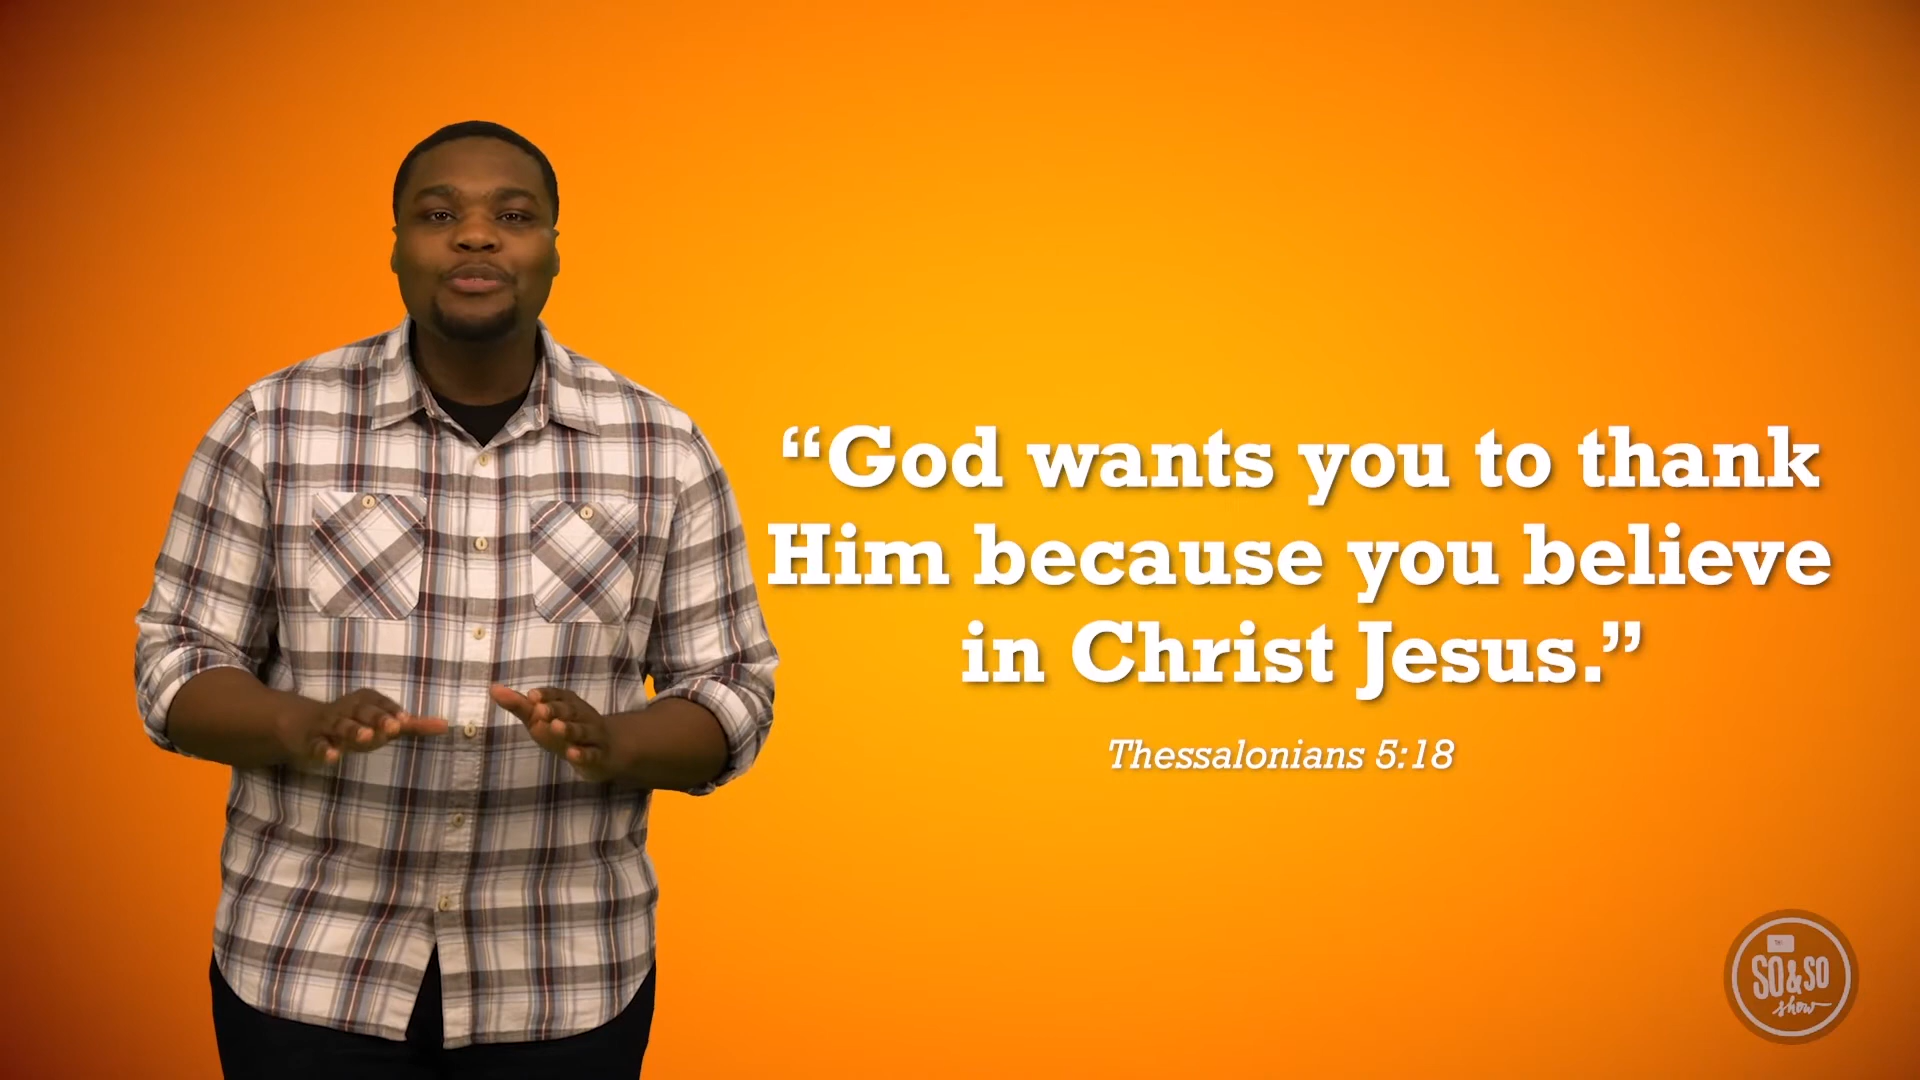 “God wants you to thank
Him because you believe
in Christ Jesus.”
Thessalonians 5:18
SO&SO
show